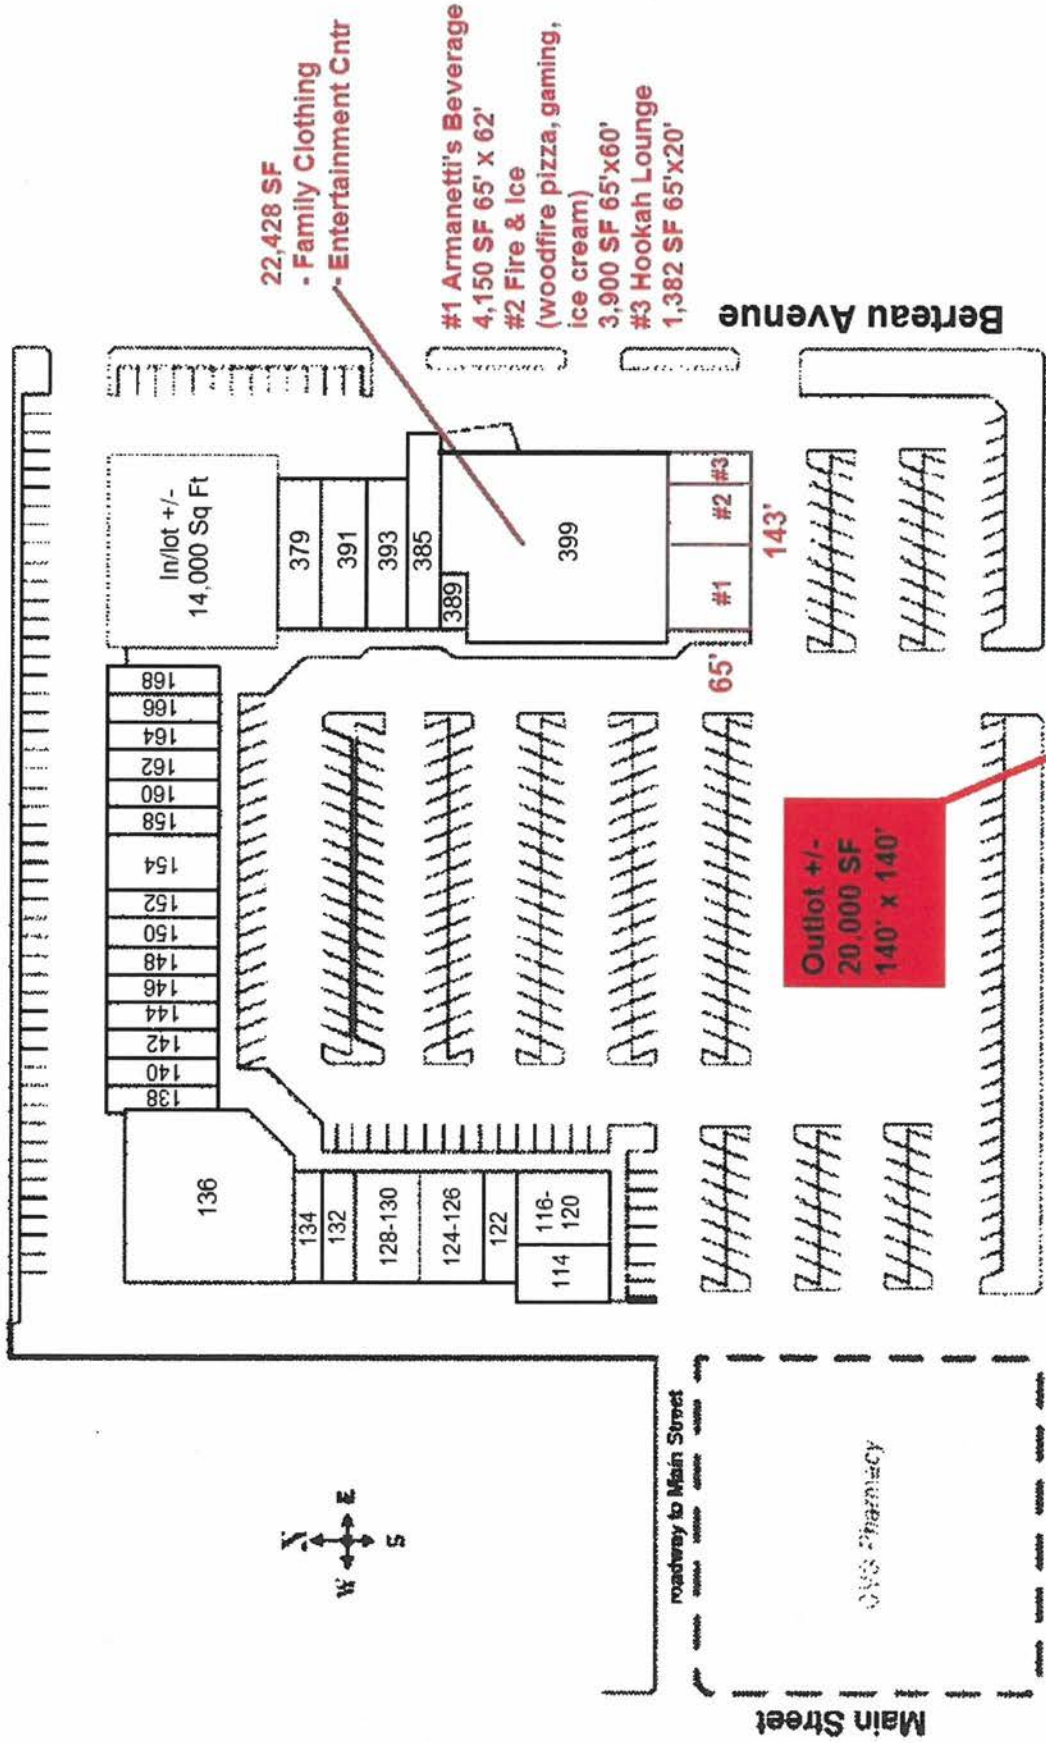 22,428 SF
- Family Clothing
- Entertainment Cntr
#1 Armanetti's Beverage
4,150 SF 65' x 62'
#2 Fire & Ice
(woodfire pizza, gaming,
ice cream)
3,900 SF 65'x60'
#3 Hookah Lounge
1,382 SF 65'x20'
Berteau Avenue
In/lot +/-
14,000 Sq Ft
379
391
393
385
389
399
#1
#2
#3
143'
65'
168
166
164
162
160
158
154
152
150
148
146
144
142
140
138
136
134
132
128-130
124-126
122
116-
120
114
Outlot +/-
20,000 SF
140' x 140'
N
W
E
S
roadway to Main Street
CVS Pharmacy
Main Street